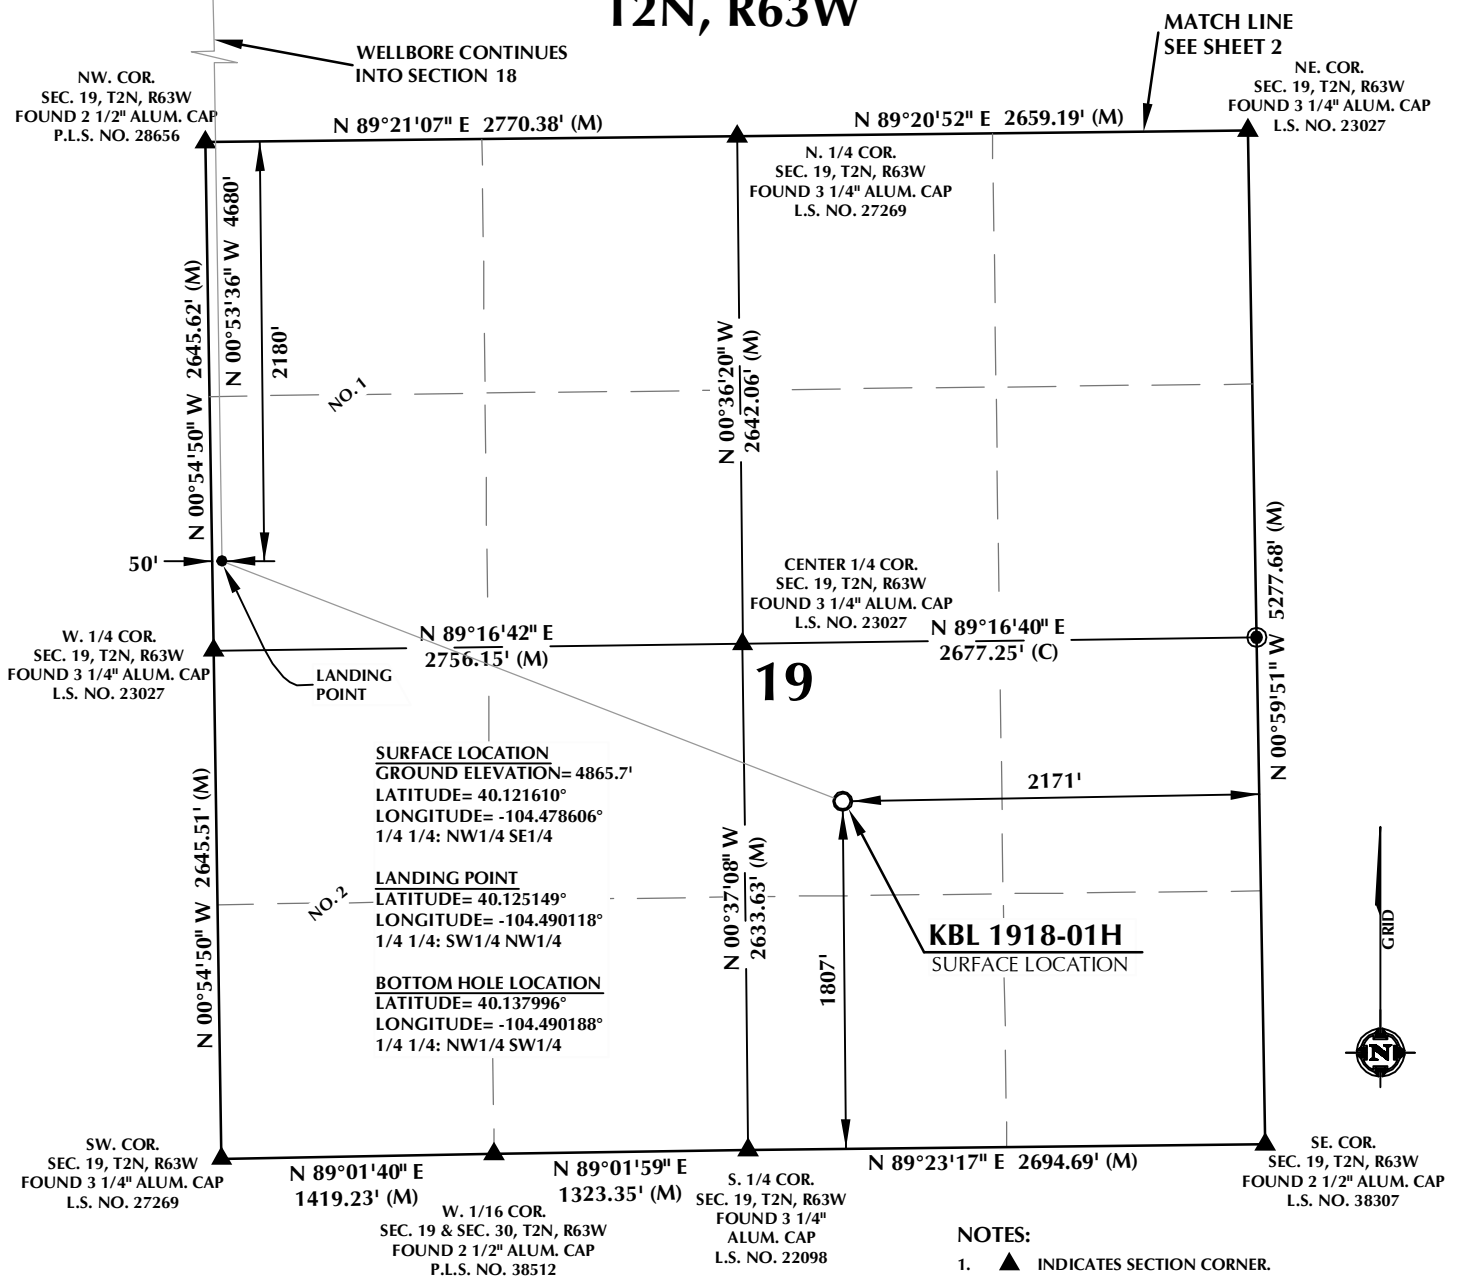 T2N, R63W
MATCH LINE
SEE SHEET 2
WELLBORE CONTINUES
INTO SECTION 18
NW. COR.
SEC. 19, T2N, R63W
FOUND 2 1/2" ALUM. CAP
P.L.S. NO. 28656
NE. COR.
SEC. 19, T2N, R63W
FOUND 3 1/4" ALUM. CAP
L.S. NO. 23027
N 89°21'07" E 2770.38' (M)
N 89°20'52" E 2659.19' (M)
N. 1/4 COR.
SEC. 19, T2N, R63W
FOUND 3 1/4" ALUM. CAP
L.S. NO. 27269
N 00°54'50" W 2645.62' (M)
N 00°53'36" W 4680'
2180'
NO.1
N 00°36'20" W
2642.06' (M)
50'
CENTER 1/4 COR.
SEC. 19, T2N, R63W
FOUND 3 1/4" ALUM. CAP
L.S. NO. 23027
N 00°59'51" W 5277.68' (M)
W. 1/4 COR.
SEC. 19, T2N, R63W
FOUND 3 1/4" ALUM. CAP
L.S. NO. 23027
N 89°16'42" E
2756.15' (M)
N 89°16'40" E
2677.25' (C)
LANDING
POINT
19
SURFACE LOCATION
GROUND ELEVATION= 4865.7'
LATITUDE= 40.121610°
LONGITUDE= -104.478606°
1/4 1/4: NW1/4 SE1/4
LANDING POINT
LATITUDE= 40.125149°
LONGITUDE= -104.490118°
1/4 1/4: SW1/4 NW1/4
BOTTOM HOLE LOCATION
LATITUDE= 40.137996°
LONGITUDE= -104.490188°
1/4 1/4: NW1/4 SW1/4
2171'
N 00°54'50" W 2645.51' (M)
NO.2
N 00°37'08" W
2633.63' (M)
1807'
KBL 1918-01H
SURFACE LOCATION
GRID
N
SW. COR.
SEC. 19, T2N, R63W
FOUND 3 1/4" ALUM. CAP
L.S. NO. 27269
N 89°01'40" E
1419.23' (M)
N 89°01'59" E
1323.35' (M)
N 89°23'17" E 2694.69' (M)
SE. COR.
SEC. 19, T2N, R63W
FOUND 2 1/2" ALUM. CAP
L.S. NO. 38307
W. 1/16 COR.
SEC. 19 & SEC. 30, T2N, R63W
FOUND 2 1/2" ALUM. CAP
P.L.S. NO. 38512
S. 1/4 COR.
SEC. 19, T2N, R63W
FOUND 3 1/4"
ALUM. CAP
L.S. NO. 22098
NOTES:
1. ▲ INDICATES SECTION CORNER.